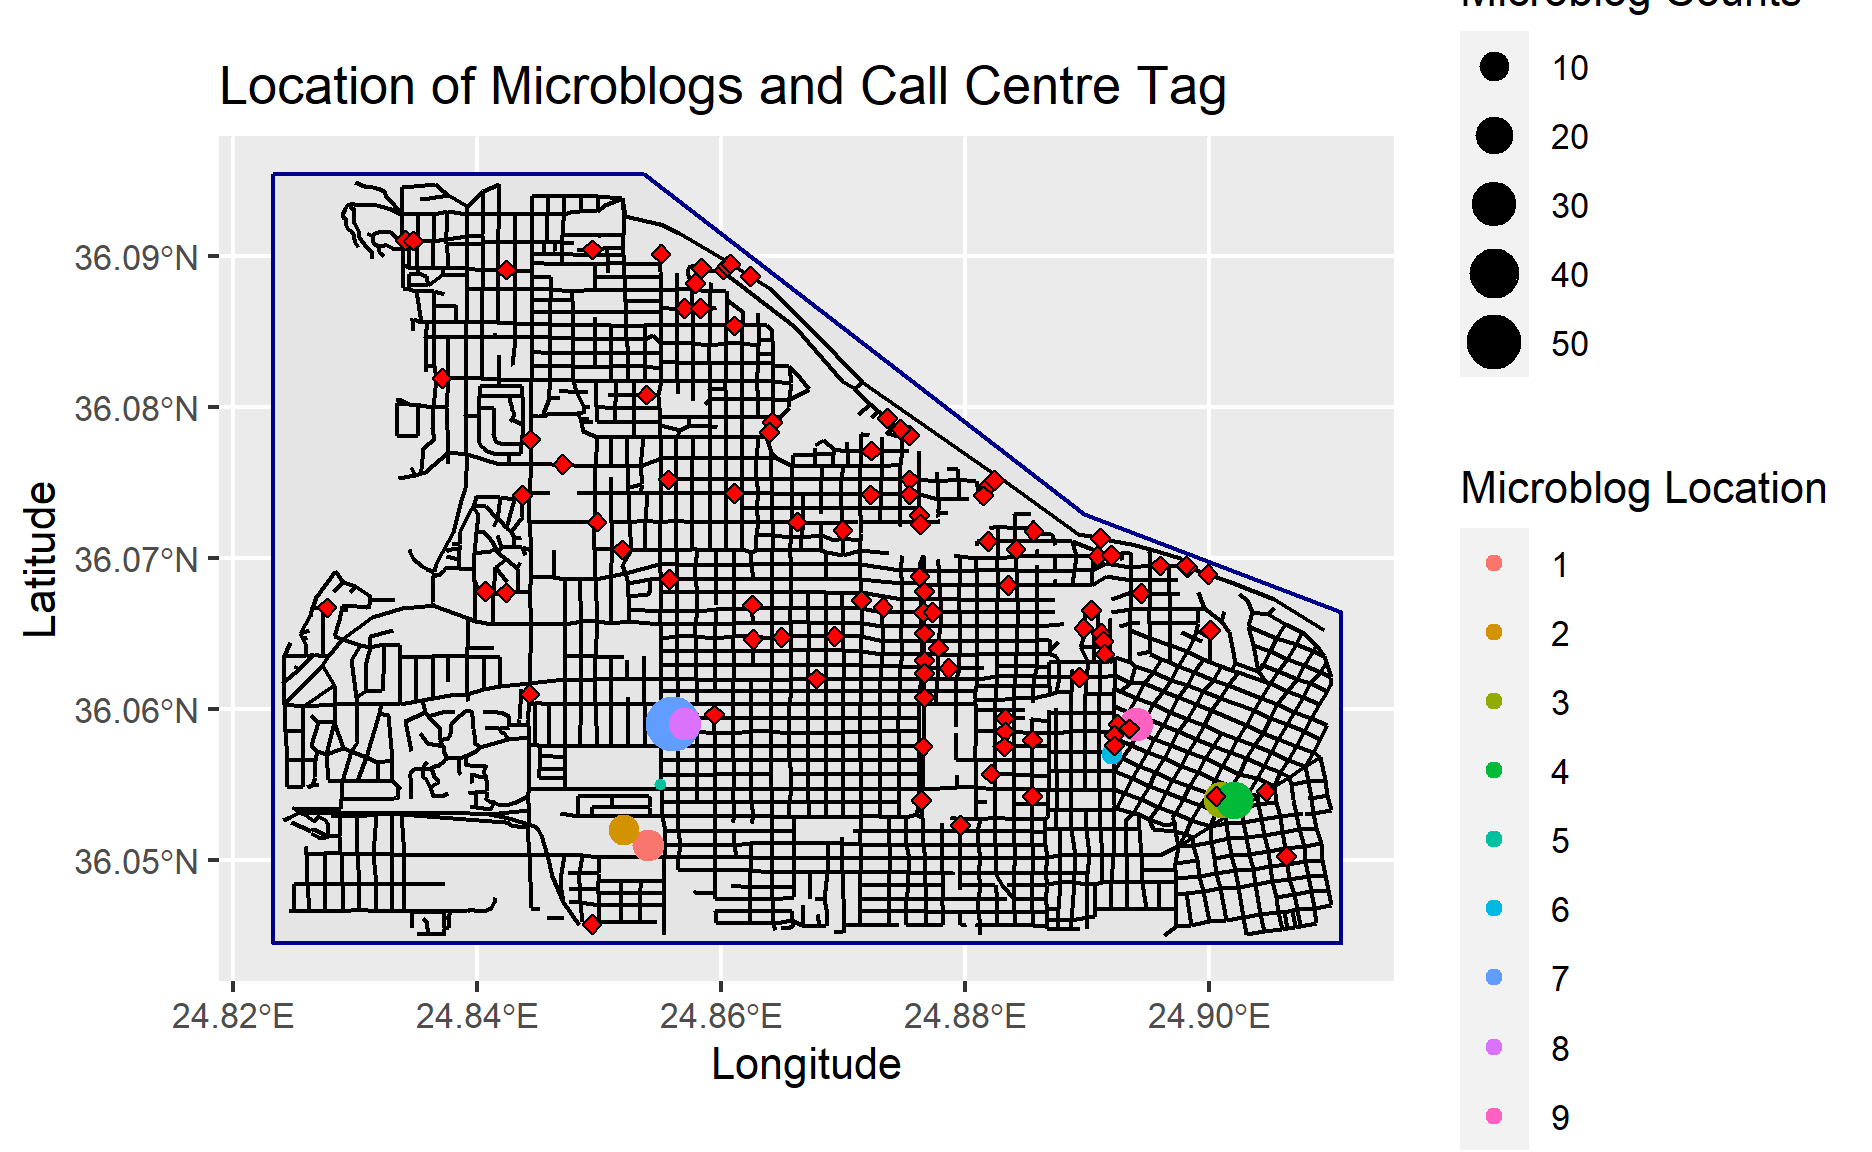 Microblog Counts
10
20
30
40
50
Location of Microblogs and Call Centre Tag
36.09°N
36.08°N
36.07°N
36.06°N
36.05°N
Latitude
24.82°E
24.84°E
24.86°E
24.88°E
24.90°E
Longitude
Microblog Location
1
2
3
4
5
6
7
8
9